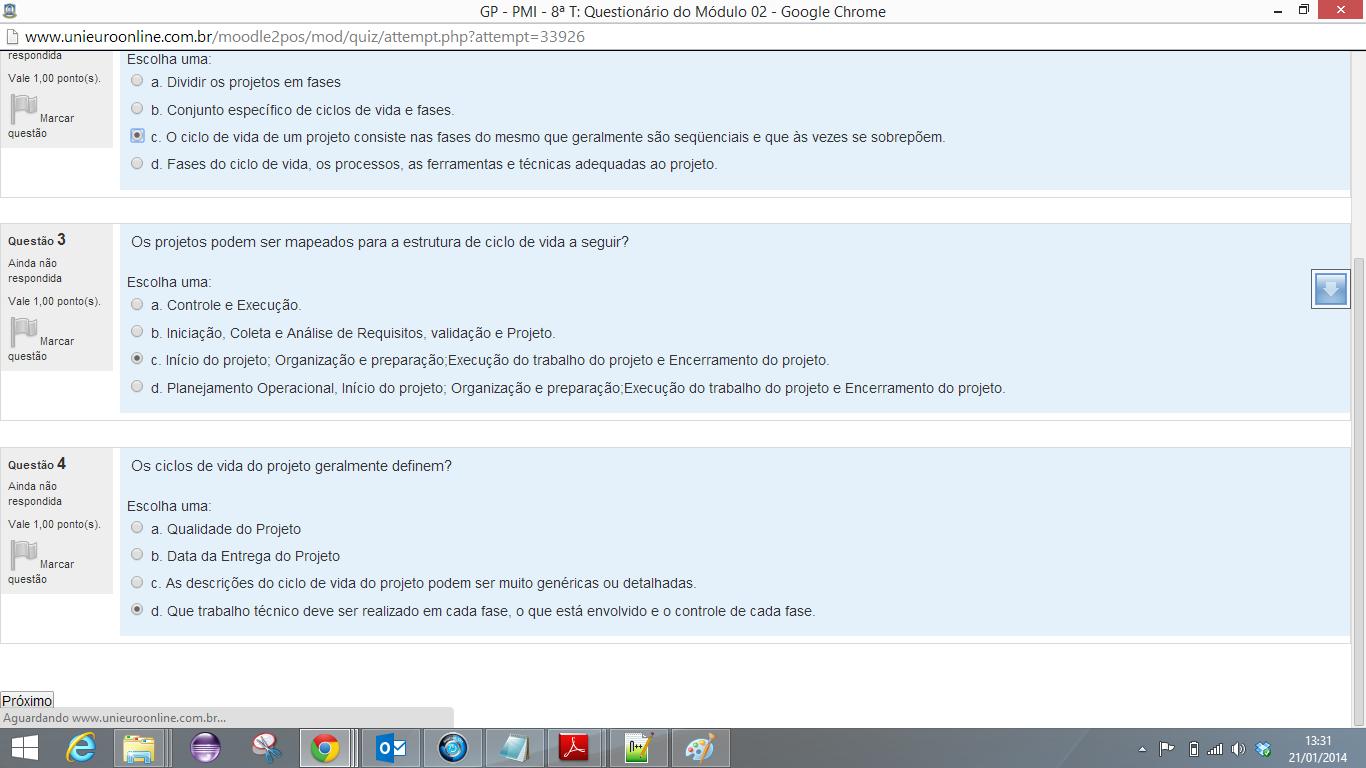 GP - PMI - 8ª T: Questionário do Módulo 02 - Google Chrome
www.unieuroonline.com.br/moodle2pos/mod/quiz/attempt.php?attempt=33926
respondida
Vale 1,00 ponto(s).
Marcar
questão
Escolha uma:
a. Dividir os projetos em fases
b. Conjunto específico de ciclos de vida e fases.
c. O ciclo de vida de um projeto consiste nas fases do mesmo que geralmente são seqüenciais e que às vezes se sobrepõem.
d. Fases do ciclo de vida, os processos, as ferramentas e técnicas adequadas ao projeto.
Questão 3
Ainda não
respondida
Vale 1,00 ponto(s).
Marcar
questão
Os projetos podem ser mapeados para a estrutura de ciclo de vida a seguir?
Escolha uma:
a. Controle e Execução.
b. Iniciação, Coleta e Análise de Requisitos, validação e Projeto.
c. Início do projeto; Organização e preparação;Execução do trabalho do projeto e Encerramento do projeto.
d. Planejamento Operacional, Início do projeto; Organização e preparação;Execução do trabalho do projeto e Encerramento do projeto.
Questão 4
Ainda não
respondida
Vale 1,00 ponto(s).
Marcar
questão
Os ciclos de vida do projeto geralmente definem?
Escolha uma:
a. Qualidade do Projeto
b. Data da Entrega do Projeto
c. As descrições do ciclo de vida do projeto podem ser muito genéricas ou detalhadas.
d. Que trabalho técnico deve ser realizado em cada fase, o que está envolvido e o controle de cada fase.
Próximo
Aguardando www.unieuroonline.com.br...
13:31
21/01/2014